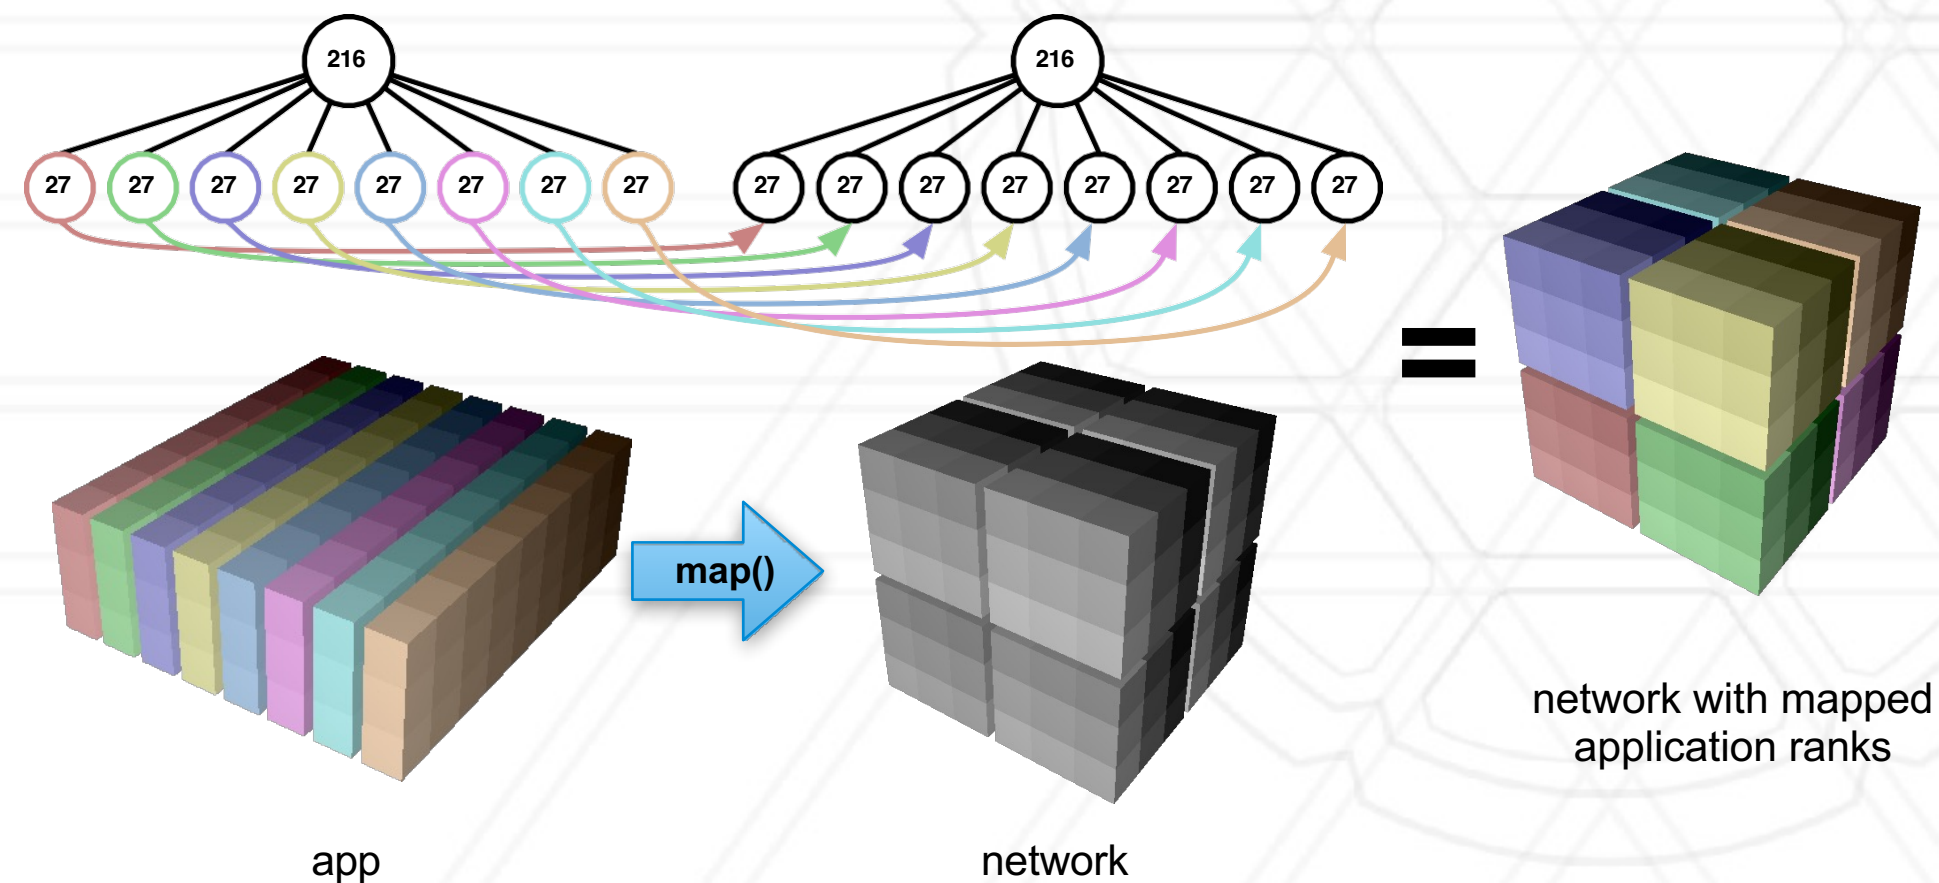 216
216
27 27 27 27 27 27 27 27
27 27 27 27 27 27 27 27
map()
network with mapped
application ranks
app
network